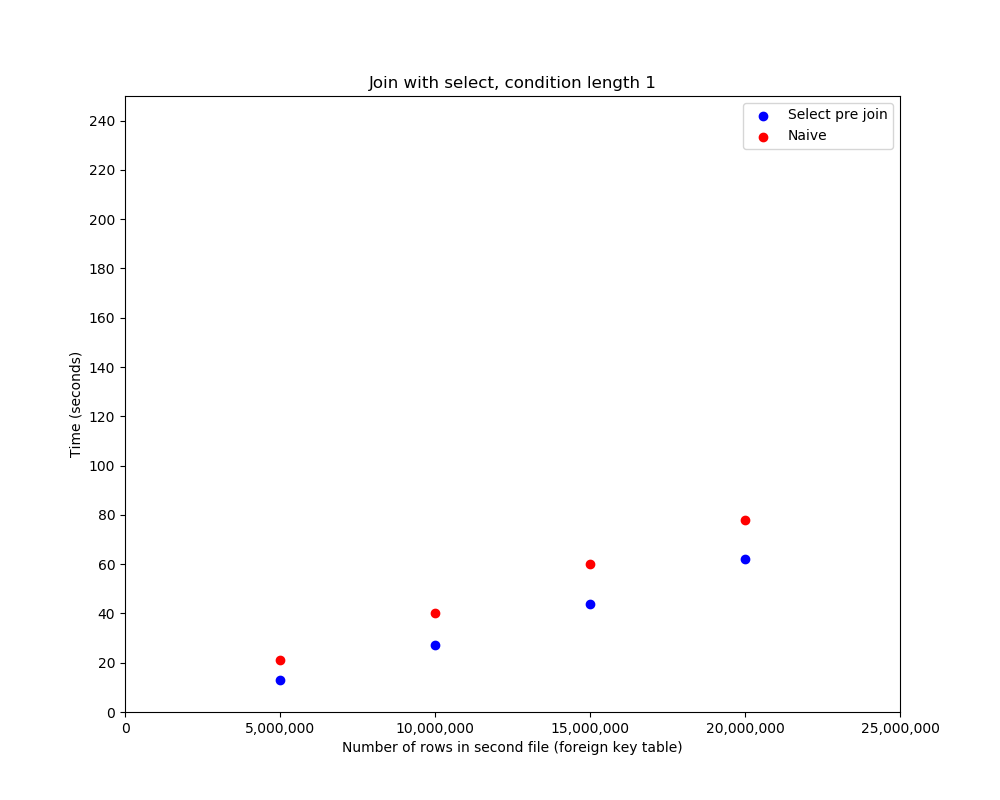 Join with select, condition length 1
Select pre join
Naive
240
220
200
180
160
140
120
100
80
60
40
20
0
Time (seconds)
0 5,000,000 10,000,000 15,000,000 20,000,000 25,000,000
Number of rows in second file (foreign key table)